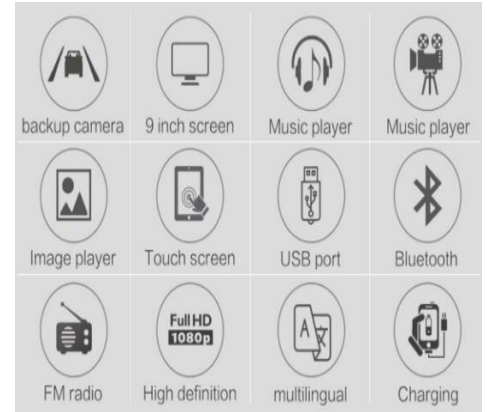 backup camera
9 inch screen
Music player
Music player
Image player
Touch screen
USB port
Bluetooth
Full HD
1080p
A 文
FM radio
High definition
multilingual
Charging